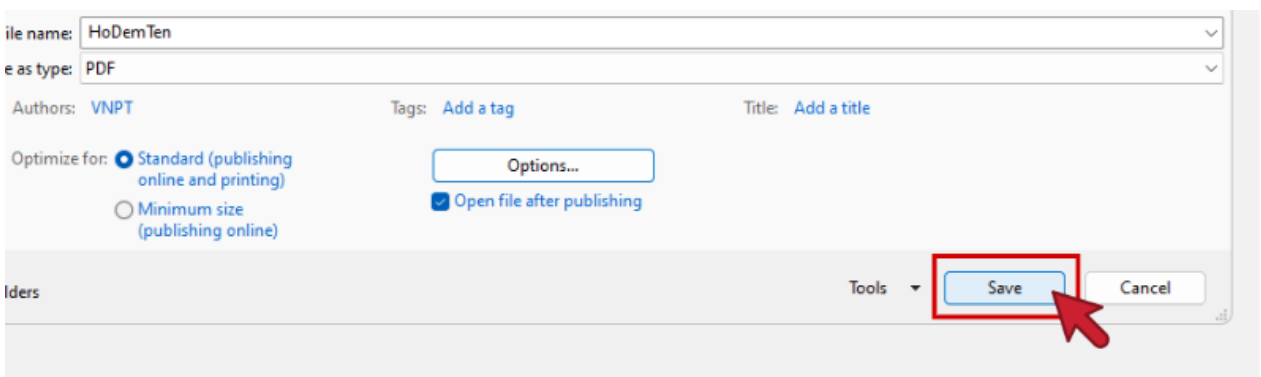 ile name: HoDemTen
e as type: PDF
Authors: VNPT Tags: Add a tag Title: Add a title
Optimize for: Standard (publishing online and printing)
Minimum size (publishing online)
Options...
Open file after publishing
lders
Tools Save Cancel